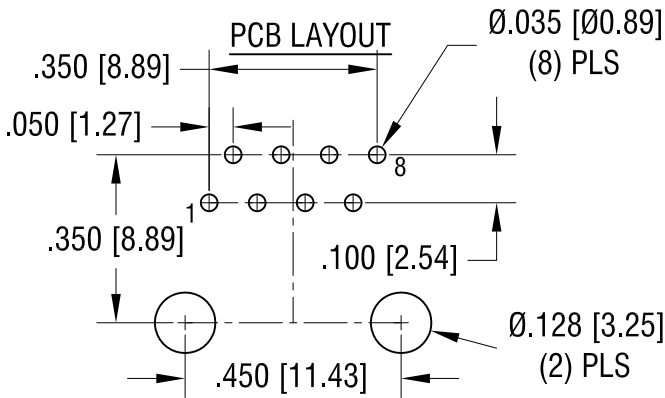 PCB LAYOUT
Ø.035 [Ø0.89]
(8) PLS
.350 [8.89]
.050 [1.27]
8
1
.350 [8.89]
.100 [2.54]
Ø.128 [3.25]
(2) PLS
.450 [11.43]